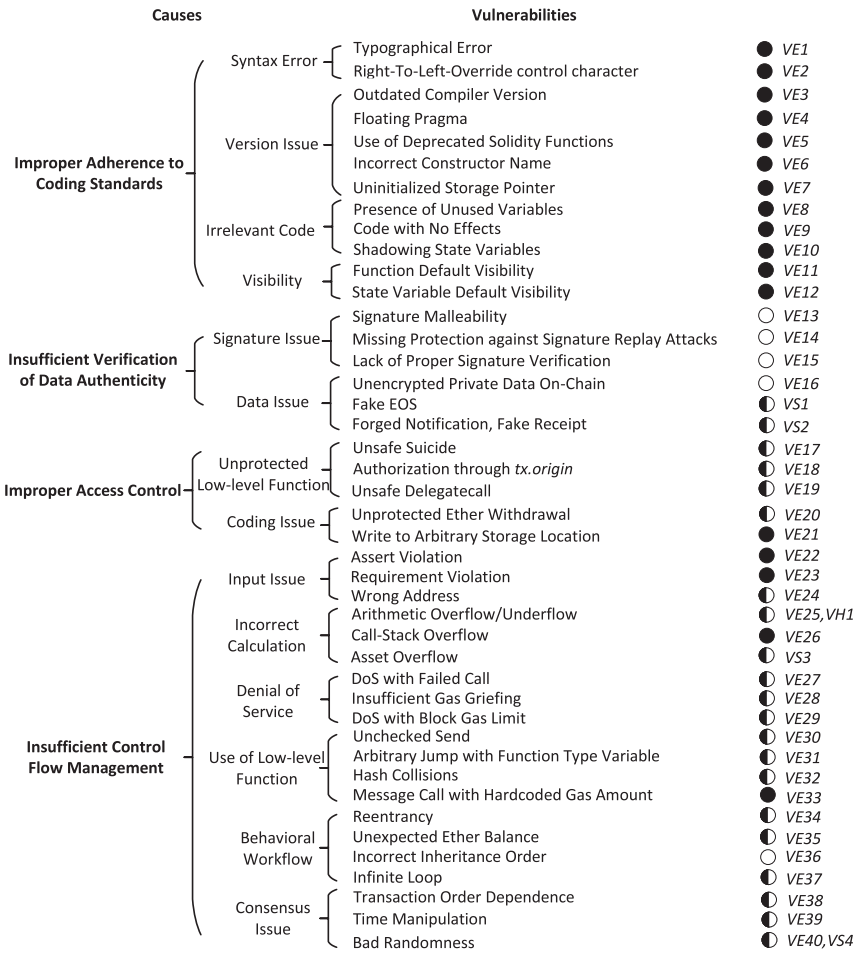 Causes Vulnerabilities
Syntax Error
Typographical Error VE1
Right-To-Left-Override control character VE2
Improper Adherence to
Coding Standards
Version Issue
Outdated Compiler Version VE3
Floating Pragma VE4
Use of Deprecated Solidity Functions VE5
Incorrect Constructor Name VE6
Uninitialized Storage Pointer VE7
Irrelevant Code
Presence of Unused Variables VE8
Code with No Effects VE9
Shadowing State Variables VE10
Visibility
Function Default Visibility VE11
State Variable Default Visibility VE12
Insufficient Verification
of Data Authenticity
Signature Issue
Signature Malleability VE13
Missing Protection against Signature Replay Attacks VE14
Lack of Proper Signature Verification VE15
Data Issue
Unencrypted Private Data On-Chain VE16
Fake EOS VS1
Forged Notification, Fake Receipt VS2
Improper Access Control
Unprotected
Low-level Function
Unsafe Suicide VE17
Authorization through tx.origin VE18
Unsafe Delegatecall VE19
Coding Issue
Unprotected Ether Withdrawal VE20
Write to Arbitrary Storage Location VE21
Insufficient Control
Flow Management
Input Issue
Assert Violation VE22
Requirement Violation VE23
Wrong Address VE24
Incorrect
Calculation
Arithmetic Overflow/Underflow VE25,VH1
Call-Stack Overflow VE26
Asset Overflow VS3
Denial of
Service
DoS with Failed Call VE27
Insufficient Gas Griefing VE28
DoS with Block Gas Limit VE29
Use of Low-level
Function
Unchecked Send VE30
Arbitrary Jump with Function Type Variable VE31
Hash Collisions VE32
Message Call with Hardcoded Gas Amount VE33
Behavioral
Workflow
Reentrancy VE34
Unexpected Ether Balance VE35
Incorrect Inheritance Order VE36
Infinite Loop VE37
Consensus
Issue
Transaction Order Dependence VE38
Time Manipulation VE39
Bad Randomness VE40,VS4